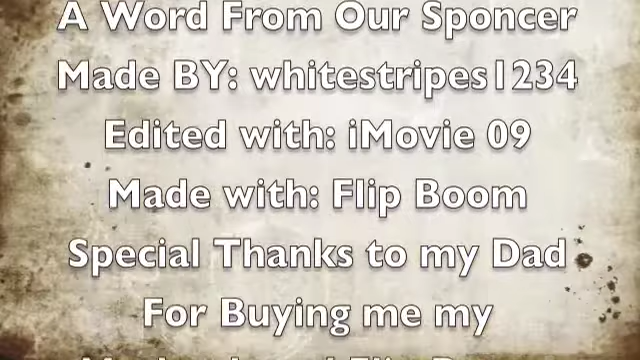 A Word From Our Sponcer
Made BY: whitestripes1234
Edited with: iMovie 09
Made with: Flip Boom
Special Thanks to my Dad
For Buying me my